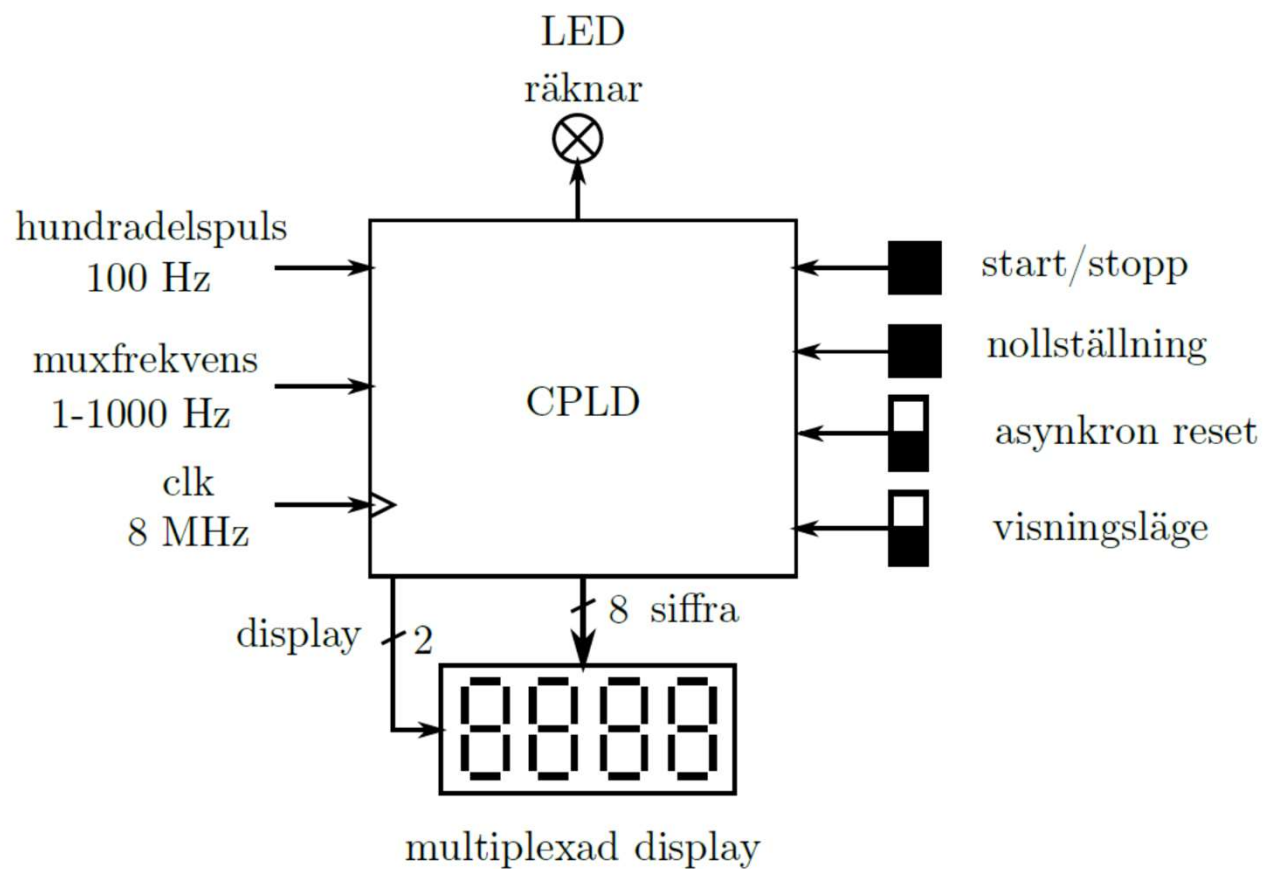 LED
räknar
hundradelspuls
100 Hz
muxfrekvens
1-1000 Hz
clk
8 MHz
CPLD
start/stopp
nollställning
asynkron reset
visningsläge
display 2
8 siffra
8888
multiplexad display